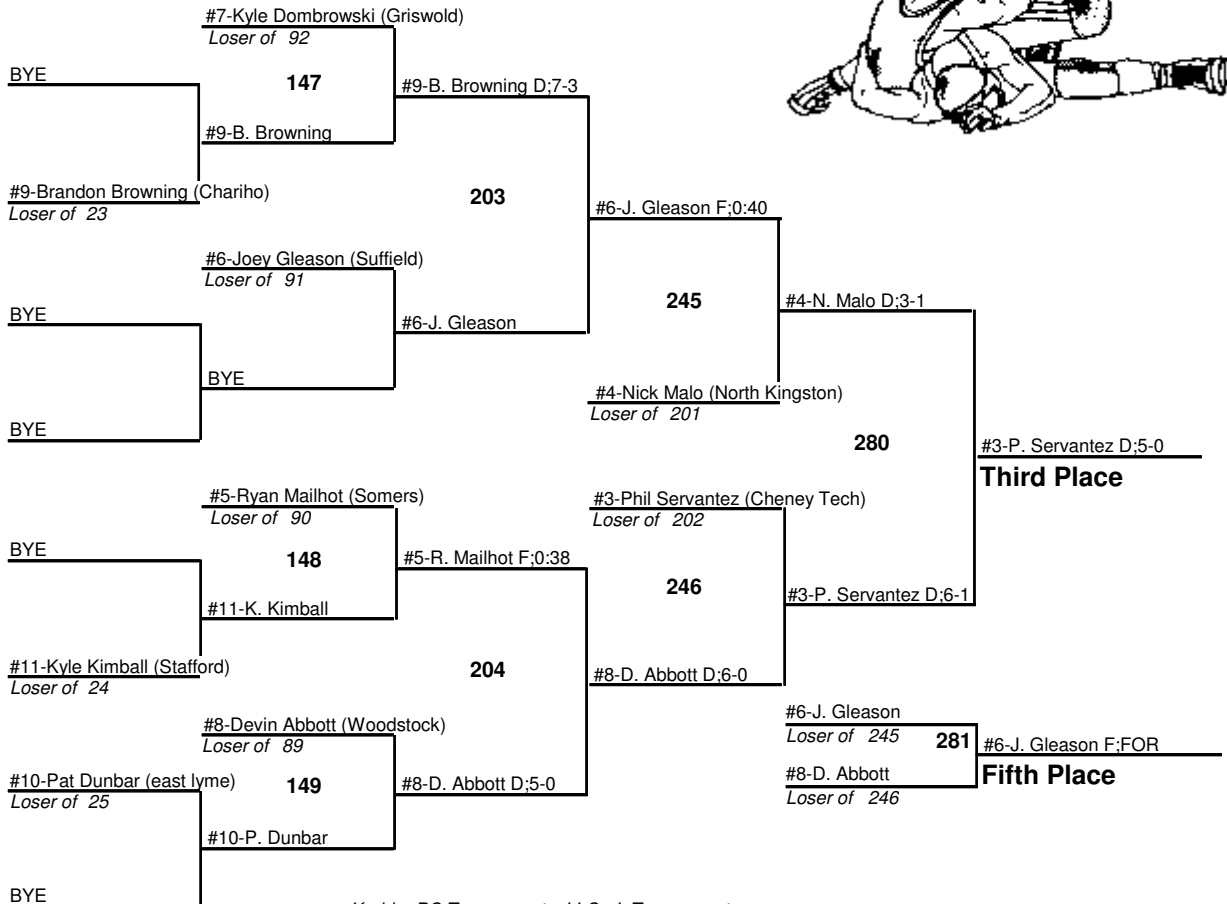 #7-Kyle Dombrowski (Griswold)
Loser of 92
BYE
147
#9-B. Browning D;7-3
#9-B. Browning
#9-Brandon Browning (Chariho)
Loser of 23
203
#6-J. Gleason F;0:40
#6-Joey Gleason (Suffield)
Loser of 91
245
#4-N. Malo D;3-1
BYE
#6-J. Gleason
BYE
#4-Nick Malo (North Kingston)
Loser of 201
BYE
280
#3-P. Servantez D;5-0
Third Place
#5-Ryan Mailhot (Somers)
Loser of 90
#3-Phil Servantez (Cheney Tech)
Loser of 202
BYE
148
#5-R. Mailhot F;0:38
246
#11-K. Kimball
#3-P. Servantez D;6-1
#11-Kyle Kimball (Stafford)
Loser of 24
204
#8-D. Abbott D;6-0
#8-Devin Abbott (Woodstock)
Loser of 89
#6-J. Gleason
Loser of 245
281
#6-J. Gleason F;FOR
Fifth Place
#10-Pat Dunbar (east lyme)
Loser of 25
149
#8-D. Abbott D;5-0
#8-D. Abbott
Loser of 246
#10-P. Dunbar
BYE